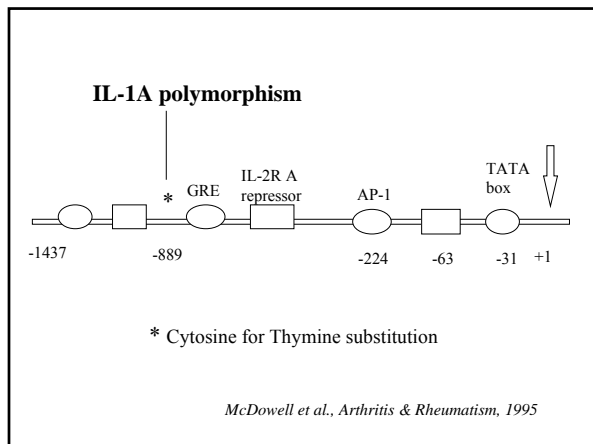 IL-1A polymorphism
TATA
box
IL-2R A
repressor
GRE
AP-1
*
-1437
-889
-224
-63
-31
+1
* Cytosine for Thymine substitution
McDowell et al., Arthritis & Rheumatism, 1995